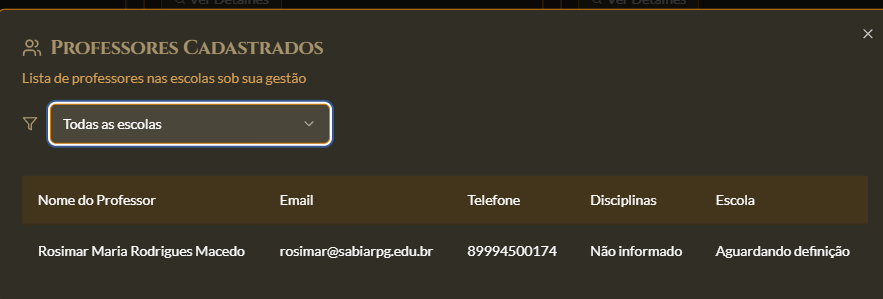 Ver Detalhes Ver Detalhes
Professores Cadastrados
Lista de professores nas escolas sob sua gestão
Todas as escolas
Nome do Professor Email Telefone Disciplinas Escola
Rosimar Maria Rodrigues Macedo rosimar@sabiarpg.edu.br 89994500174 Não informado Aguardando definição